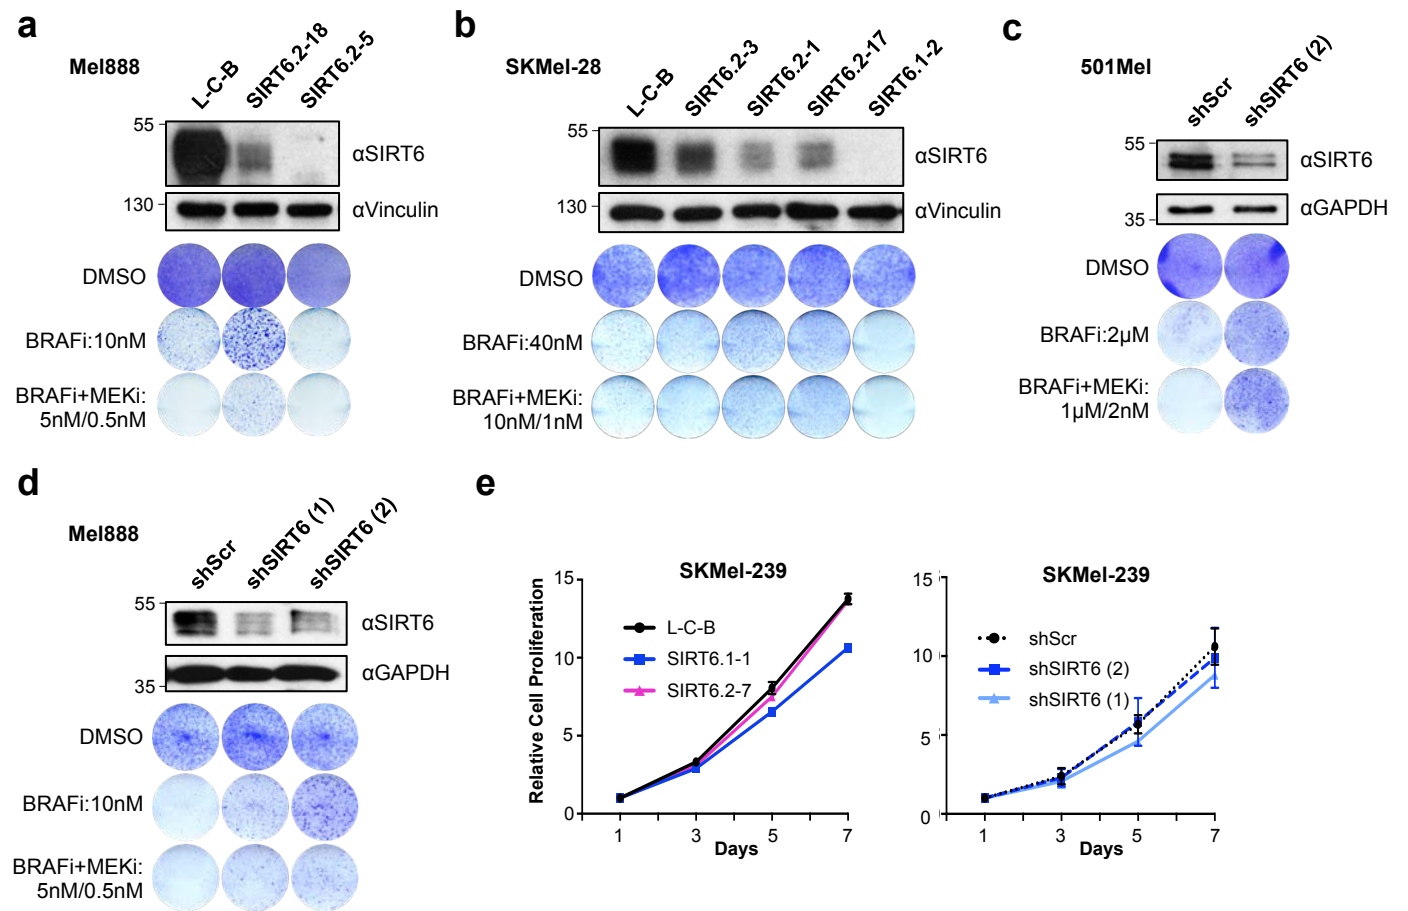 a
Mel888
L-C-B
SIRT6.2-18
SIRT6.2-5
55
αSIRT6
130
αVinculin
DMSO
BRAFi:10nM
BRAFi+MEKi:
5nM/0.5nM
b
SKMel-28
L-C-B
SIRT6.2-3
SIRT6.2-1
SIRT6.2-17
SIRT6.1-2
55
αSIRT6
130
αVinculin
DMSO
BRAFi:40nM
BRAFi+MEKi:
10nM/1nM
c
501Mel
shScr
shSIRT6 (2)
55
αSIRT6
35
αGAPDH
DMSO
BRAFi:2µM
BRAFi+MEKi:
1µM/2nM
d
Mel888
shScr
shSIRT6 (1)
shSIRT6 (2)
55
αSIRT6
35
αGAPDH
DMSO
BRAFi:10nM
BRAFi+MEKi:
5nM/0.5nM
e
SKMel-239
Relative Cell Proliferation
15
10
5
0
L-C-B
SIRT6.1-1
SIRT6.2-7
1 3 5 7
Days
SKMel-239
15
10
5
0
shScr
shSIRT6 (2)
shSIRT6 (1)
1 3 5 7
Days